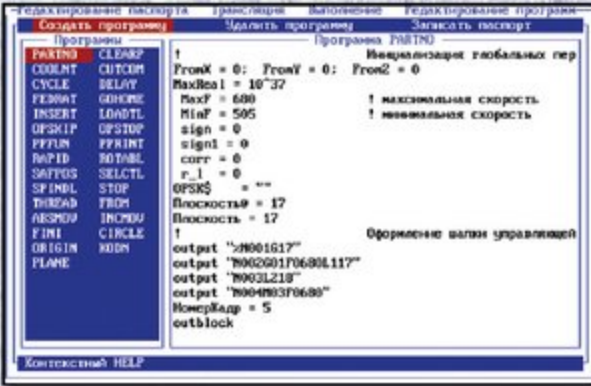 Редактирование паспорта Трансляция Выполнение Редактирование программ
Создать программу Удалить программу Записать паспорт
Программы
PARTNO CLEARP
COOLNT CUTCOM
CYCLE DELAY
FEDRAT GOHOME
INSERT LOADTL
OPSKIP OPSTOP
PPFUN PPRINT
RAPID ROTABL
SAFPOS SELCTL
SPINDL STOP
THREAD FROM
ABSMOV INCMOV
FINI CIRCLE
ORIGIN KODN
PLANE
Программа PARTNO
! Инициализация глобальных пер
FromX = 0; FromY = 0; FromZ = 0
MaxReal = 10^37
MaxF = 680 ! максимальная скорость
MinF = 505 ! минимальная скорость
sign = 0
sign1 = 0
corr = 0
r_l = 0
OPSK$ = ""
Плоскость@ = 17
Плоскость = 17
! Оформление шапки управляющей
output "%N001G17"
output "N002G01F0680L117"
output "N003L218"
output "N004M03F0680"
НомерКадр = 5
outblock
Контекстный HELP